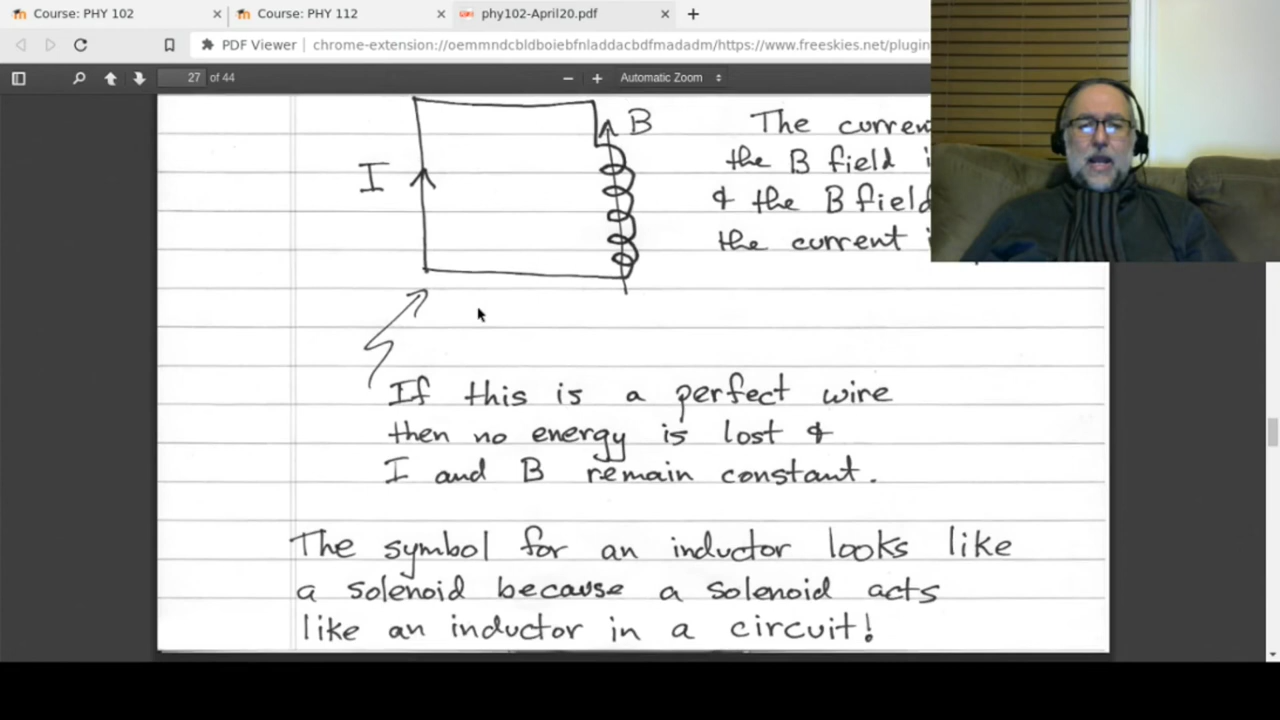 Course: PHY 102
Course: PHY 112
phy102-April20.pdf
PDF Viewer
chrome-extension://oemmndcbldboiebfnladdacbdfmadadm/https://www.freeskies.net/plugin
27 of 44
Automatic Zoom
B
I
The
the B field
& the B field
the current
If this is a perfect wire
then no energy is lost &
I and B remain constant.
The symbol for an inductor looks like
a solenoid because a solenoid acts
like an inductor in a circuit!